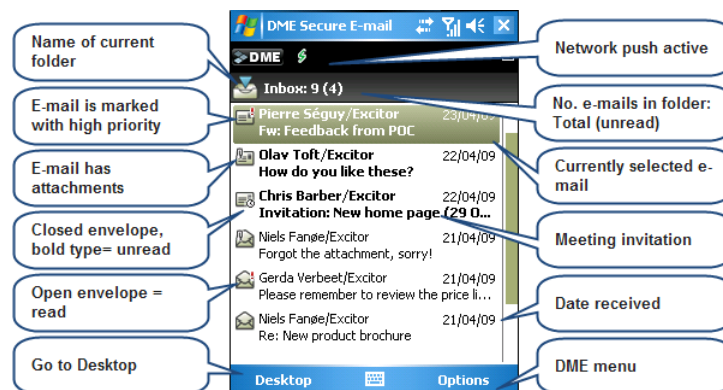 Name of current
folder
E-mail is marked
with high priority
E-mail has
attachments
Closed envelope,
bold type= unread
Open envelope =
read
Go to Desktop
DME Secure E-mail
DME
Inbox: 9 (4)
Pierre Séguy/Excitor 23/04/09
Fw: Feedback from POC
Olav Toft/Excitor 22/04/09
How do you like these?
Chris Barber/Excitor 22/04/09
Invitation: New home page (29 O...
Niels Fanøe/Excitor 21/04/09
Forgot the attachment, sorry!
Gerda Verbeet/Excitor 21/04/09
Please remember to review the price li...
Niels Fanøe/Excitor 21/04/09
Re: New product brochure
Desktop Options
Network push active
No. e-mails in folder:
Total (unread)
Currently selected e-
mail
Meeting invitation
Date received
DME menu